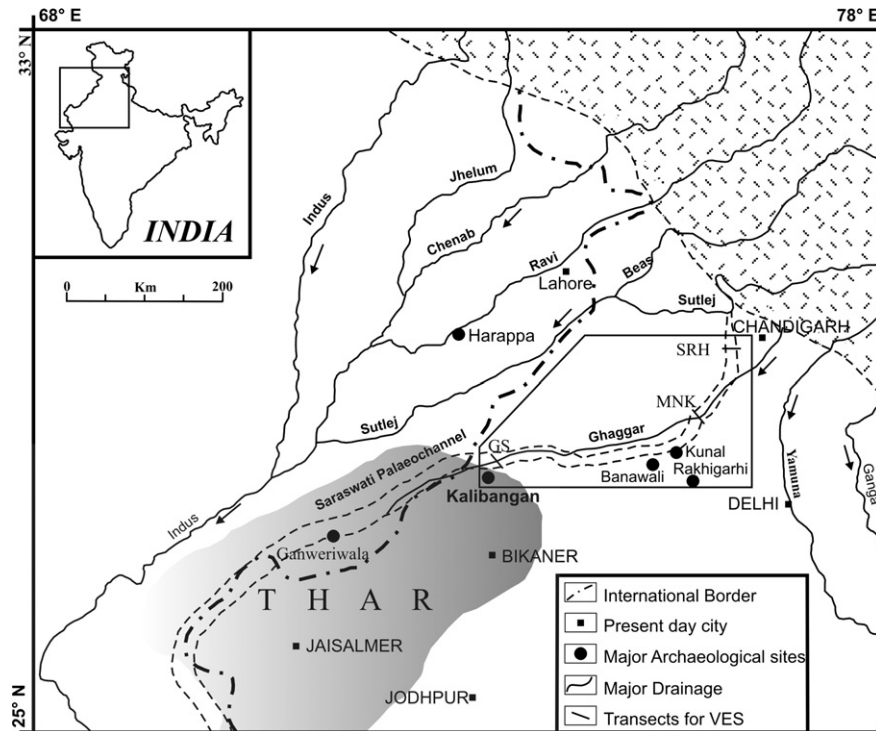 68° E
78° E
33° N
INDIA
0 Km 200
Indus
Jhelum
Chenab
Ravi
Lahore
Beas
Sutlej
CHANDIGARH
Harappa
SRH
MNK
Sutlej
Ghaggar
GS
Saraswati Palaeochannel
Kunal
Banawali
Rakhigarhi
Kalibangan
Yamuna
Ganga
DELHI
Indus
Ganweriwala
BIKANER
THAR
JAISALMER
JODHPUR
International Border
Present day city
Major Archaeological sites
Major Drainage
Transects for VES
25° N